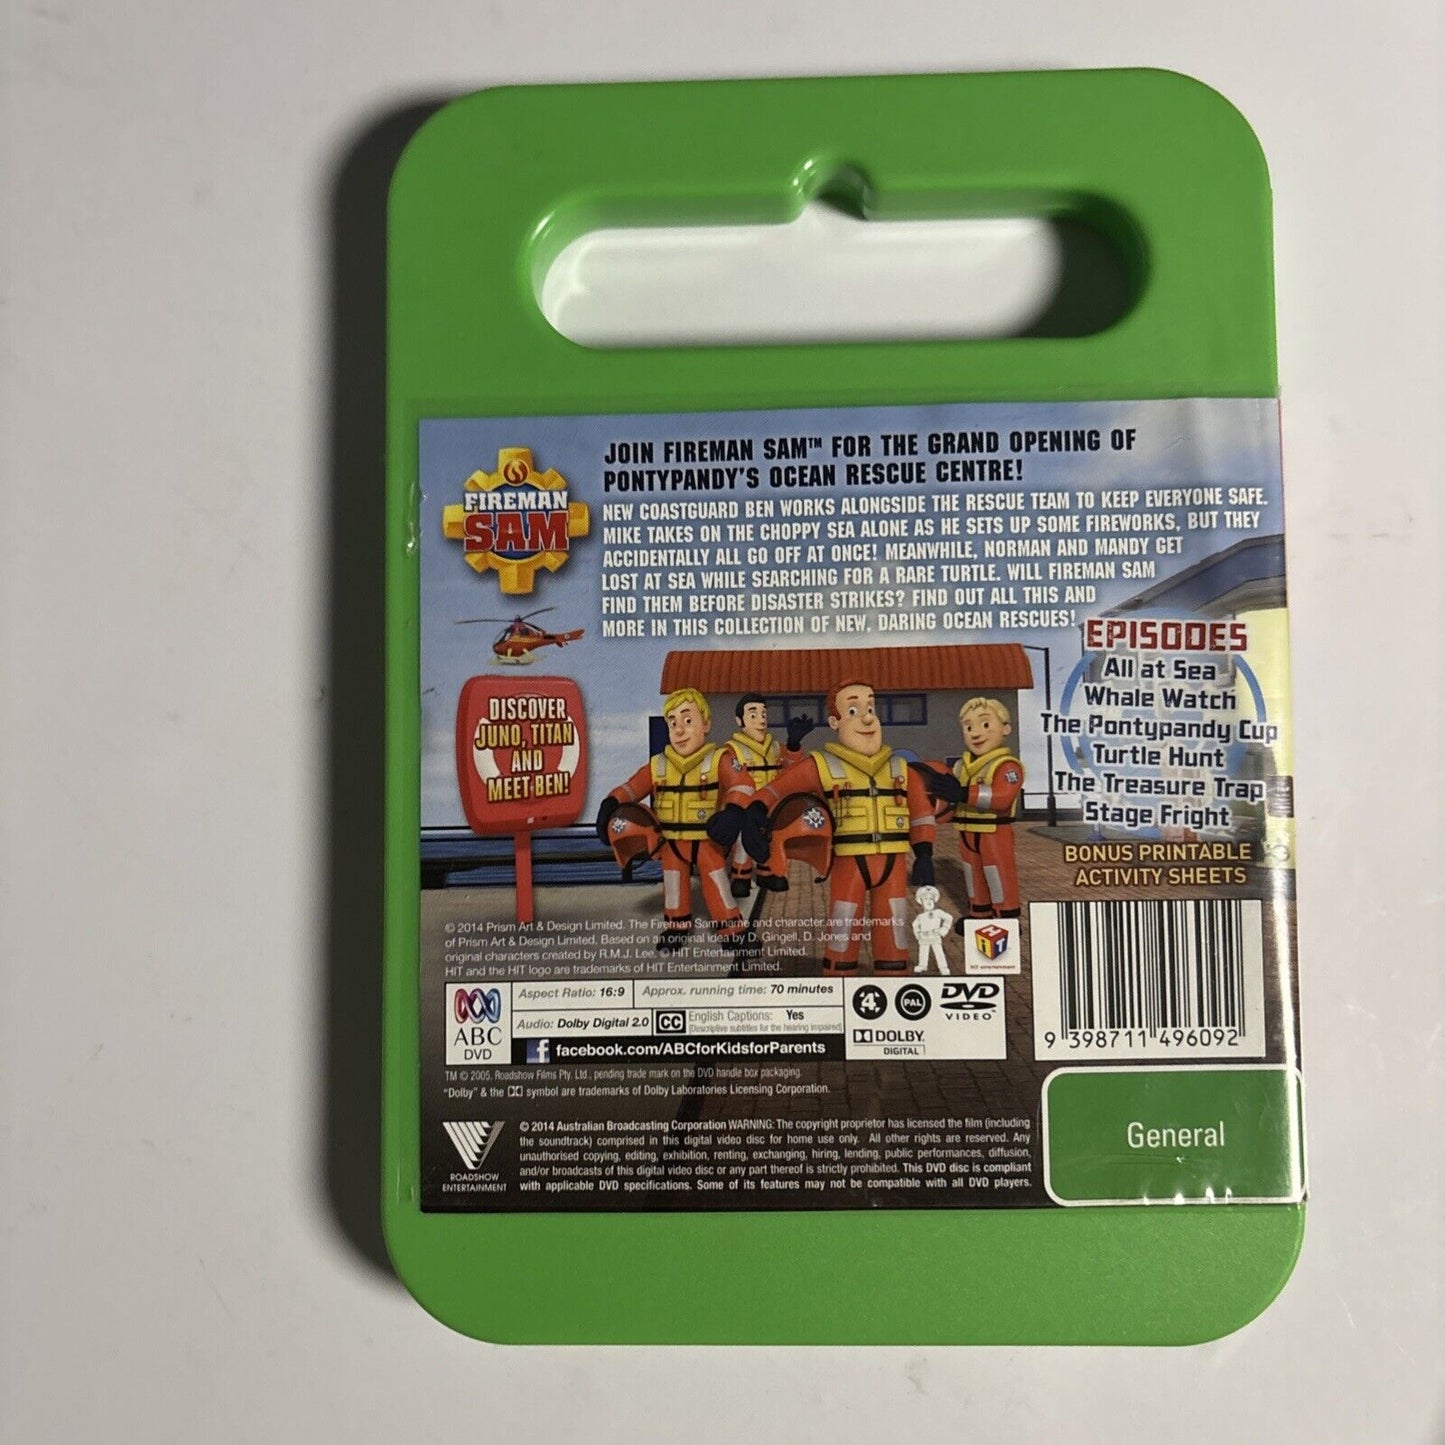 FIREMAN
SAM
JOIN FIREMAN SAM™ FOR THE GRAND OPENING OF
PONTYPANDY'S OCEAN RESCUE CENTRE!
NEW COASTGUARD BEN WORKS ALONGSIDE THE RESCUE TEAM TO KEEP EVERYONE SAFE.
MIKE TAKES ON THE CHOPPY SEA ALONE AS HE SETS UP SOME FIREWORKS, BUT THEY
ACCIDENTALLY ALL GO OFF AT ONCE! MEANWHILE, NORMAN AND MANDY GET
LOST AT SEA WHILE SEARCHING FOR A RARE TURTLE. WILL FIREMAN SAM
FIND THEM BEFORE DISASTER STRIKES? FIND OUT ALL THIS AND
MORE IN THIS COLLECTION OF NEW, DARING OCEAN RESCUES!
DISCOVER
JUNO, TITAN
AND
MEET BEN!
EPISODES
All at Sea
Whale Watch
The Pontypandy Cup
Turtle Hunt
The Treasure Trap
Stage Fright
BONUS PRINTABLE
ACTIVITY SHEETS
© 2014 Prism Art & Design Limited. The Fireman Sam name and character are trademarks
of Prism Art & Design Limited. Based on an original idea by D. Gingell, D. Jones and
original characters created by R.M.J. Lee. © HIT Entertainment Limited.
HIT and the HIT logo are trademarks of HIT Entertainment Limited.
HiT
HIT entertainment
ABC
DVD
Aspect Ratio: 16:9
Approx. running time: 70 minutes
Audio: Dolby Digital 2.0
CC
English Captions: Yes
(Descriptive subtitles for the hearing impaired)
f facebook.com/ABCforKidsforParents
4
PAL
DVD
VIDEO™
DOLBY
DIGITAL
9 398711 496092
TM © 2005, Roadshow Films Pty. Ltd., pending trade mark on the DVD handle box packaging.
"Dolby" & the symbol are trademarks of Dolby Laboratories Licensing Corporation.
ROADSHOW
ENTERTAINMENT
© 2014 Australian Broadcasting Corporation WARNING: The copyright proprietor has licensed the film (including
the soundtrack) comprised in this digital video disc for home use only. All other rights are reserved. Any
unauthorised copying, editing, exhibition, renting, exchanging, hiring, lending, public performances, diffusion,
and/or broadcasts of this digital video disc or any part thereof is strictly prohibited. This DVD disc is compliant
with applicable DVD specifications. Some of its features may not be compatible with all DVD players.
General